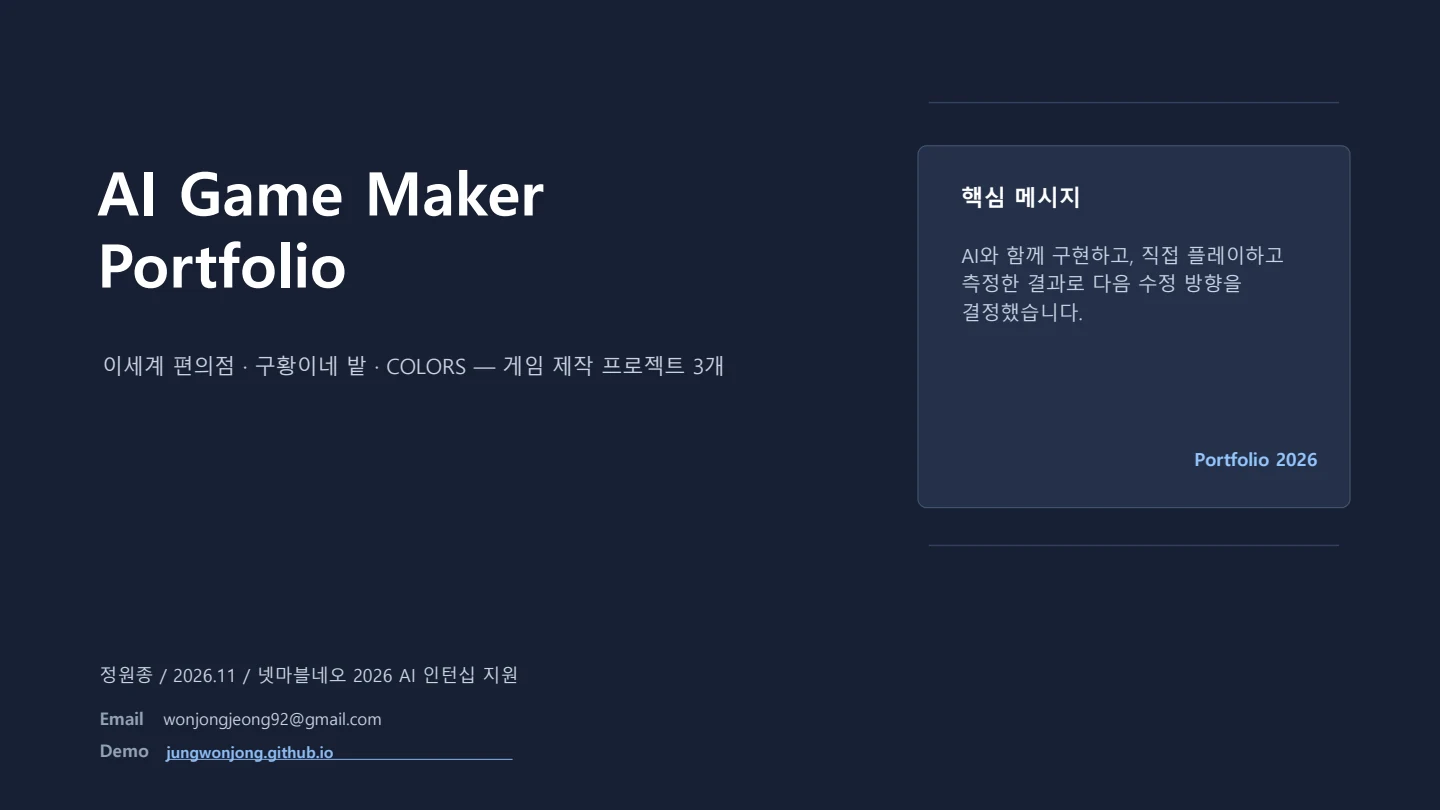 AI Game Maker
Portfolio
이세계 편의점 · 구황이네 밭 · COLORS — 게임 제작 프로젝트 3개
핵심 메시지
AI와 함께 구현하고, 직접 플레이하고
측정한 결과로 다음 수정 방향을
결정했습니다.
Portfolio 2026
정원종 / 2026.11 / 넷마블네오 2026 AI 인턴십 지원
Email wonjongjeong92@gmail.com
Demo jungwonjong.github.io